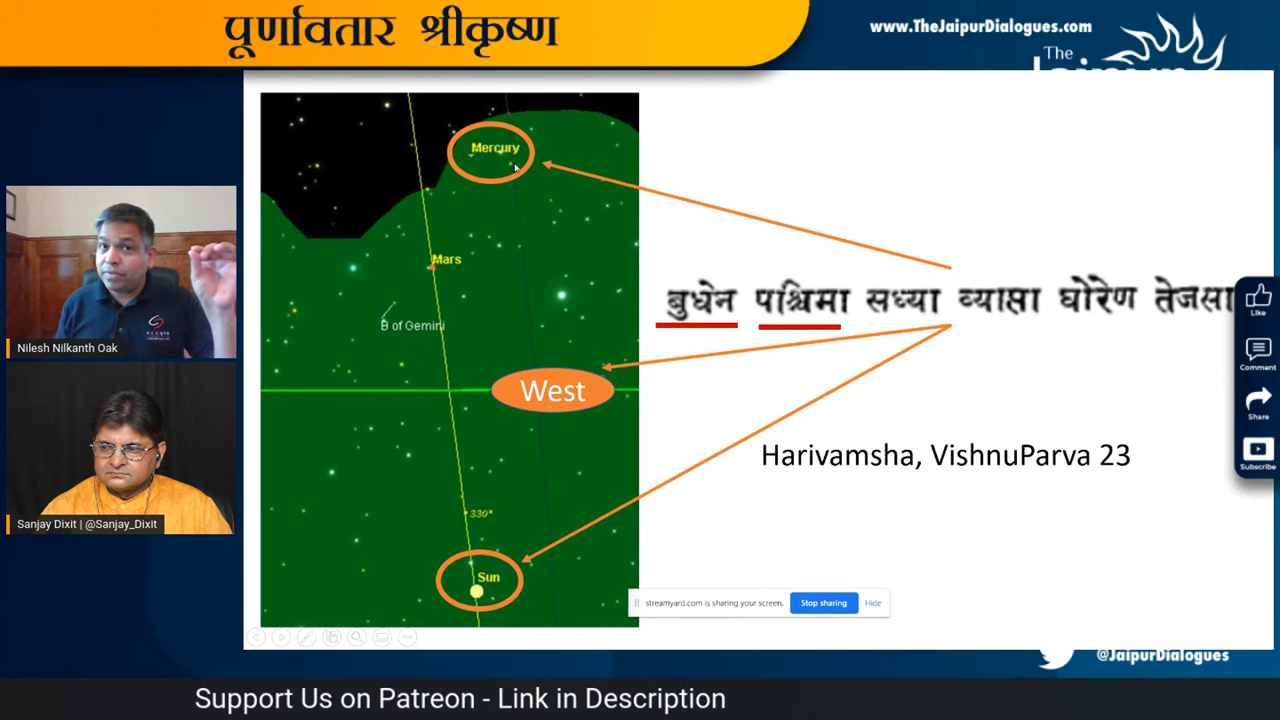 पूर्णावतार श्रीकृष्ण
www.TheJaipurDialogues.com
The
Mercury
Mars
B of Gemini
West
330°
Sun
बुधेन पश्चिमा सध्या व्याप्ता घोरेण तेजसा
Harivamsha, VishnuParva 23
Nilesh Nilkanth Oak
Sanjay Dixit | @Sanjay_Dixit
Like
Comment
Share
Subscribe
streamyard.com is sharing your screen. Stop sharing Hide
@JaipurDialogues
Support Us on Patreon - Link in Description